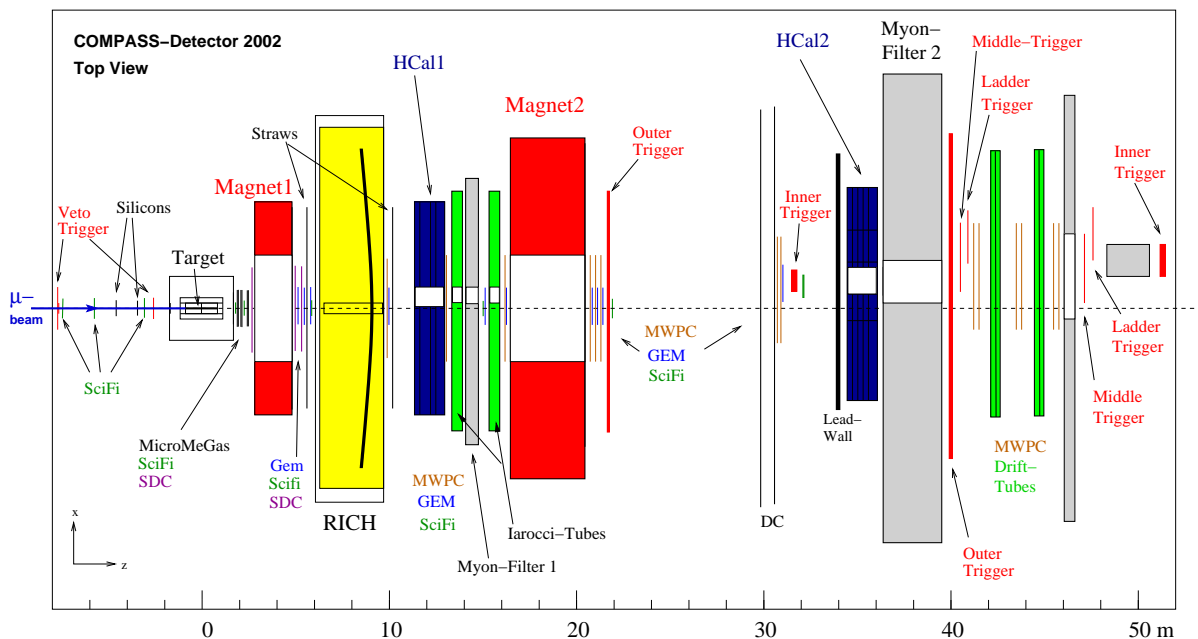 COMPASS–Detector 2002
Top View
HCal1
HCal2
Myon–
Filter 2
Middle–Trigger
Ladder
Trigger
Magnet2
Straws
Outer
Trigger
Inner
Trigger
Magnet1
Veto
Trigger
Silicons
Target
Inner
Trigger
μ–
beam
SciFi
MWPC
GEM
SciFi
Ladder
Trigger
Middle
Trigger
Lead–
Wall
MicroMeGas
SciFi
SDC
Gem
Scifi
SDC
RICH
MWPC
GEM
SciFi
Iarocci–Tubes
Myon–Filter 1
DC
MWPC
Drift–
Tubes
Outer
Trigger
x
z
0 10 20 30 40 50 m